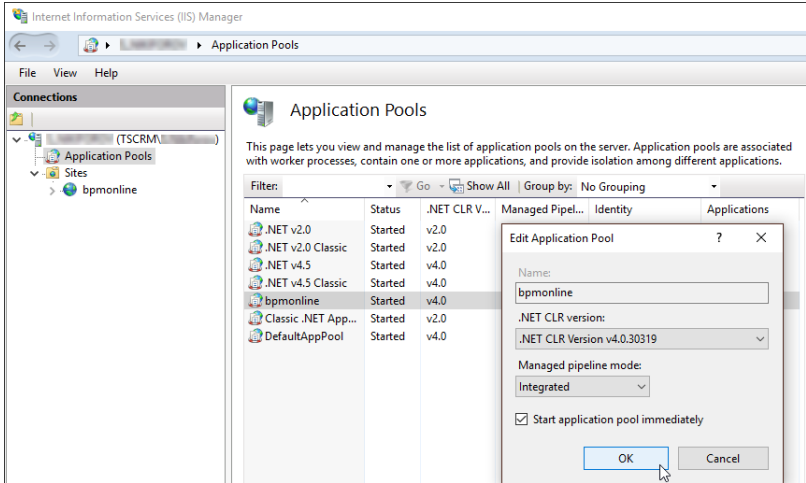 Internet Information Services (IIS) Manager
Application Pools
File View Help
Connections
(TSCRM\ )
Application Pools
Sites
bpmonline
Application Pools
This page lets you view and manage the list of application pools on the server. Application pools are associated
with worker processes, contain one or more applications, and provide isolation among different applications.
Filter: Go Show All Group by: No Grouping
Name Status .NET CLR V... Managed Pipel... Identity Applications
.NET v2.0 Started v2.0
.NET v2.0 Classic Started v2.0
.NET v4.5 Started v4.0
.NET v4.5 Classic Started v4.0
bpmonline Started v4.0
Classic .NET App... Started v2.0
DefaultAppPool Started v4.0
Edit Application Pool ?
Name:
bpmonline
.NET CLR version:
.NET CLR Version v4.0.30319
Managed pipeline mode:
Integrated
Start application pool immediately
OK Cancel